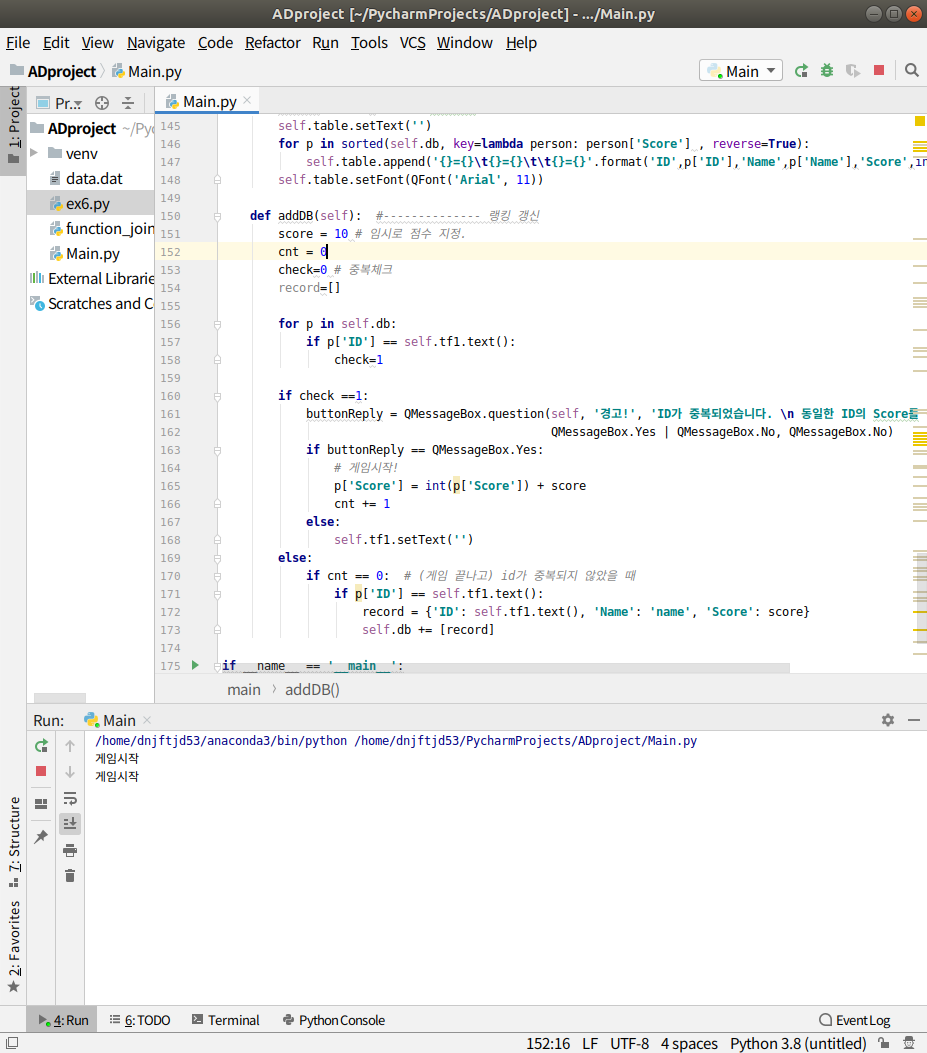 ADproject [~/PycharmProjects/ADproject] - .../Main.py
File Edit View Navigate Code Refactor Run Tools VCS Window Help
ADproject Main.py Main
1: Project
Pr... Main.py
ADproject ~/Pyc
venv
data.dat
ex6.py
function_join
Main.py
External Librarie
Scratches and C
145 self.table.setText('')
146 for p in sorted(self.db, key=lambda person: person['Score'] , reverse=True):
147 self.table.append('{}={}\t{}={}\t\t{}={}'.format('ID',p['ID'],'Name',p['Name'],'Score',in
148 self.table.setFont(QFont('Arial', 11))
149
150 def addDB(self): #-------------- 랭킹 갱신
151 score = 10 # 임시로 점수 지정.
152 cnt = 0
153 check=0 # 중복체크
154 record=[]
155
156 for p in self.db:
157 if p['ID'] == self.tf1.text():
158 check=1
159
160 if check ==1:
161 buttonReply = QMessageBox.question(self, '경고!', 'ID가 중복되었습니다. \n 동일한 ID의 Score를
162 QMessageBox.Yes | QMessageBox.No, QMessageBox.No)
163 if buttonReply == QMessageBox.Yes:
164 # 게임시작!
165 p['Score'] = int(p['Score']) + score
166 cnt += 1
167 else:
168 self.tf1.setText('')
169 else:
170 if cnt == 0: # (게임 끝나고) id가 중복되지 않았을 때
171 if p['ID'] == self.tf1.text():
172 record = {'ID': self.tf1.text(), 'Name': 'name', 'Score': score}
173 self.db += [record]
174
175 if __name__ == '__main__':
main addDB()
Run: Main
/home/dnjftjd53/anaconda3/bin/python /home/dnjftjd53/PycharmProjects/ADproject/Main.py
게임시작
게임시작
7: Structure
2: Favorites
4: Run 6: TODO Terminal Python Console Event Log
152:16 LF UTF-8 4 spaces Python 3.8 (untitled)